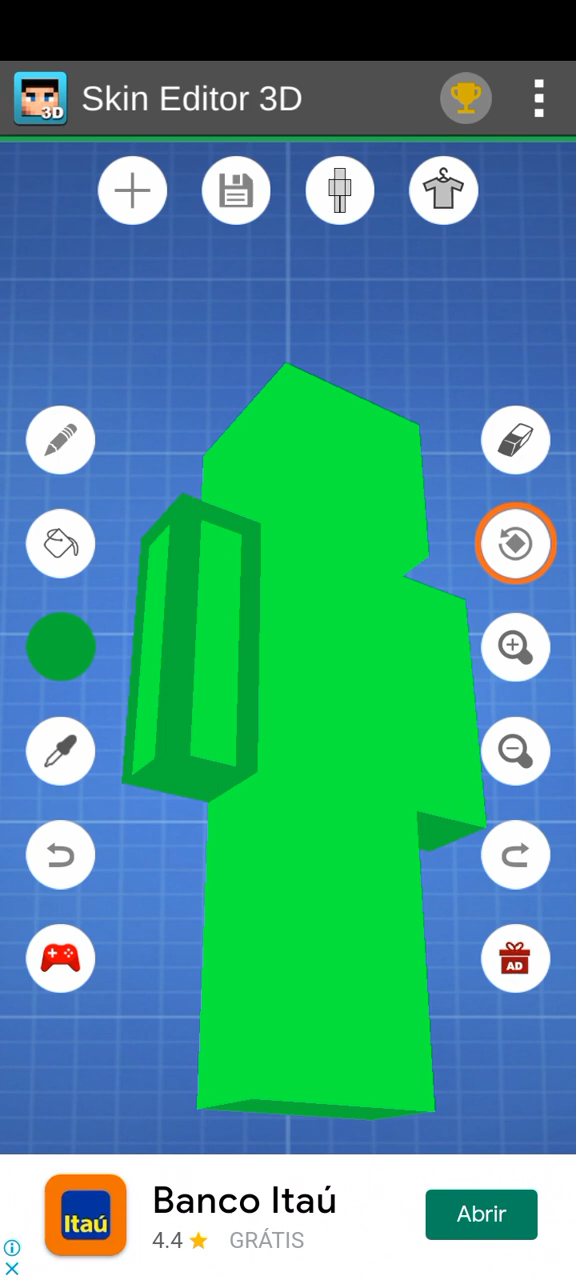 3D
Skin Editor 3D
AD
Itaú
Banco Itaú
4.4
GRÁTIS
Abrir